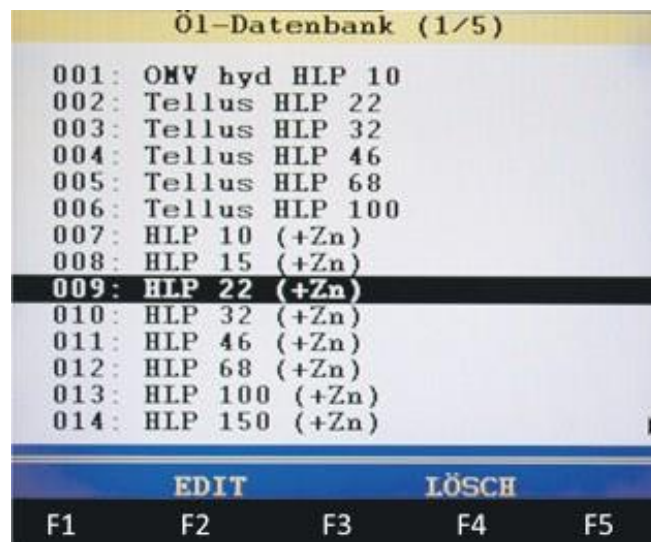 Öl-Datenbank (1/5)
001: OMV hyd HLP 10
002: Tellus HLP 22
003: Tellus HLP 32
004: Tellus HLP 46
005: Tellus HLP 68
006: Tellus HLP 100
007: HLP 10 (+Zn)
008: HLP 15 (+Zn)
009: HLP 22 (+Zn)
010: HLP 32 (+Zn)
011: HLP 46 (+Zn)
012: HLP 68 (+Zn)
013: HLP 100 (+Zn)
014: HLP 150 (+Zn)
EDIT LÖSCH
F1 F2 F3 F4 F5